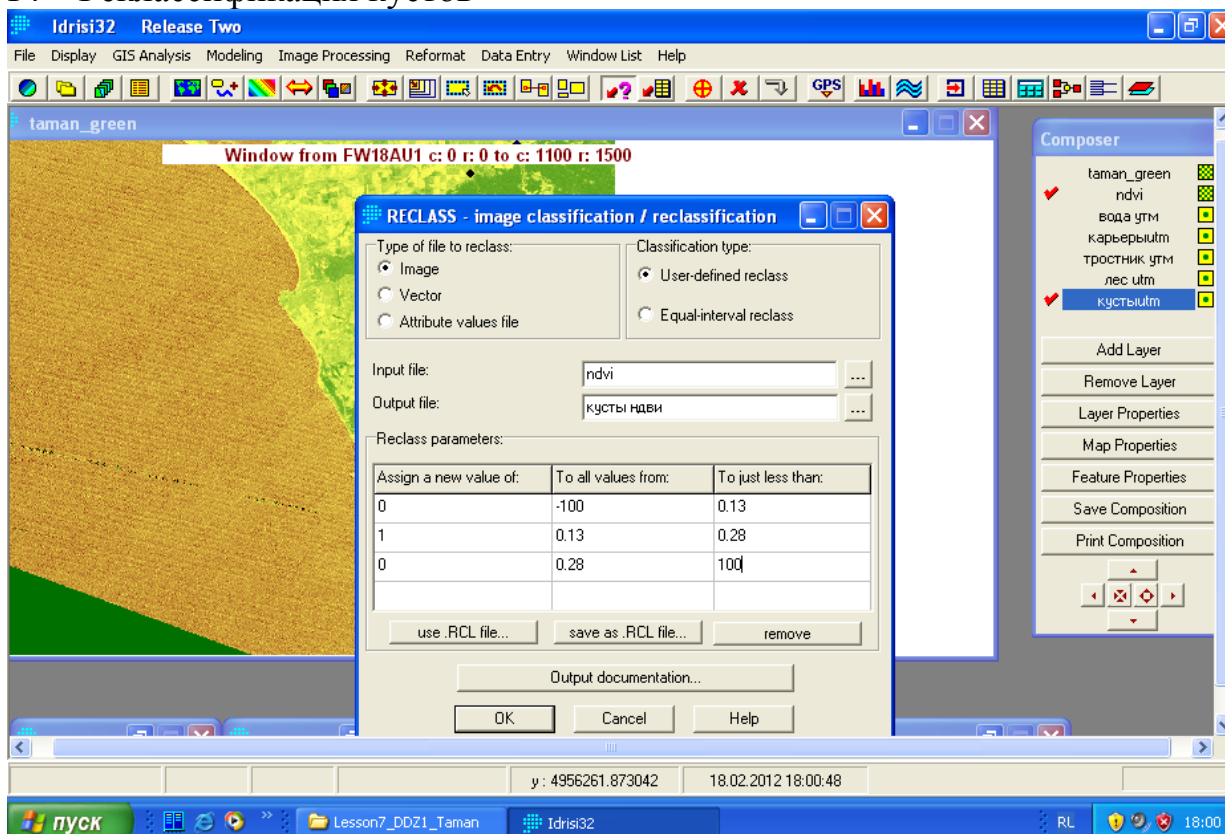 Idrisi32 Release Two
File Display GIS Analysis Modeling Image Processing Reformat Data Entry Window List Help
GPS
taman_green
Window from FW18AU1 c: 0 r: 0 to c: 1100 r: 1500
Composer
taman_green
ndvi
вода утм
карьерыutm
тростник утм
лес utm
кустыutm
Add Layer
Remove Layer
Layer Properties
Map Properties
Feature Properties
Save Composition
Print Composition
RECLASS - image classification / reclassification
Type of file to reclass:
Image
Vector
Attribute values file
Classification type:
User-defined reclass
Equal-interval reclass
Input file:
ndvi
...
Output file:
кусты ндви
...
Reclass parameters:
Assign a new value of: To all values from: To just less than:
0 -100 0.13
1 0.13 0.28
0 0.28 100
use .RCL file... save as .RCL file... remove
Output documentation...
OK Cancel Help
y : 4956261.873042 18.02.2012 18:00:48
пуск
Lesson7_DDZ1_Taman
Idrisi32
RL
18:00